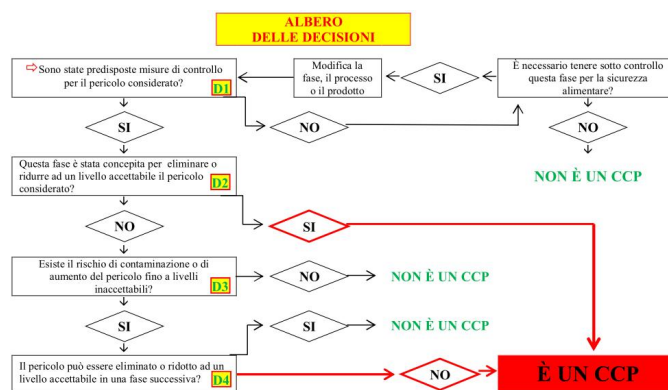 ALBERO
DELLE DECISIONI
⇨Sono state predisposte misure di controllo
per il pericolo considerato?
D1
Modifica la
fase, il processo
o il prodotto
SI
È necessario tenere sotto controllo
questa fase per la sicurezza
alimentare?
SI
NO
NO
Questa fase è stata concepita per eliminare o
ridurre ad un livello accettabile il pericolo
considerato?
D2
NON È UN CCP
NO
SI
Esiste il rischio di contaminazione o di
aumento del pericolo fino a livelli
inaccettabili?
D3
NO
NON È UN CCP
SI
SI
NON È UN CCP
Il pericolo può essere eliminato o ridotto ad un
livello accettabile in una fase successiva?
D4
NO
È UN CCP